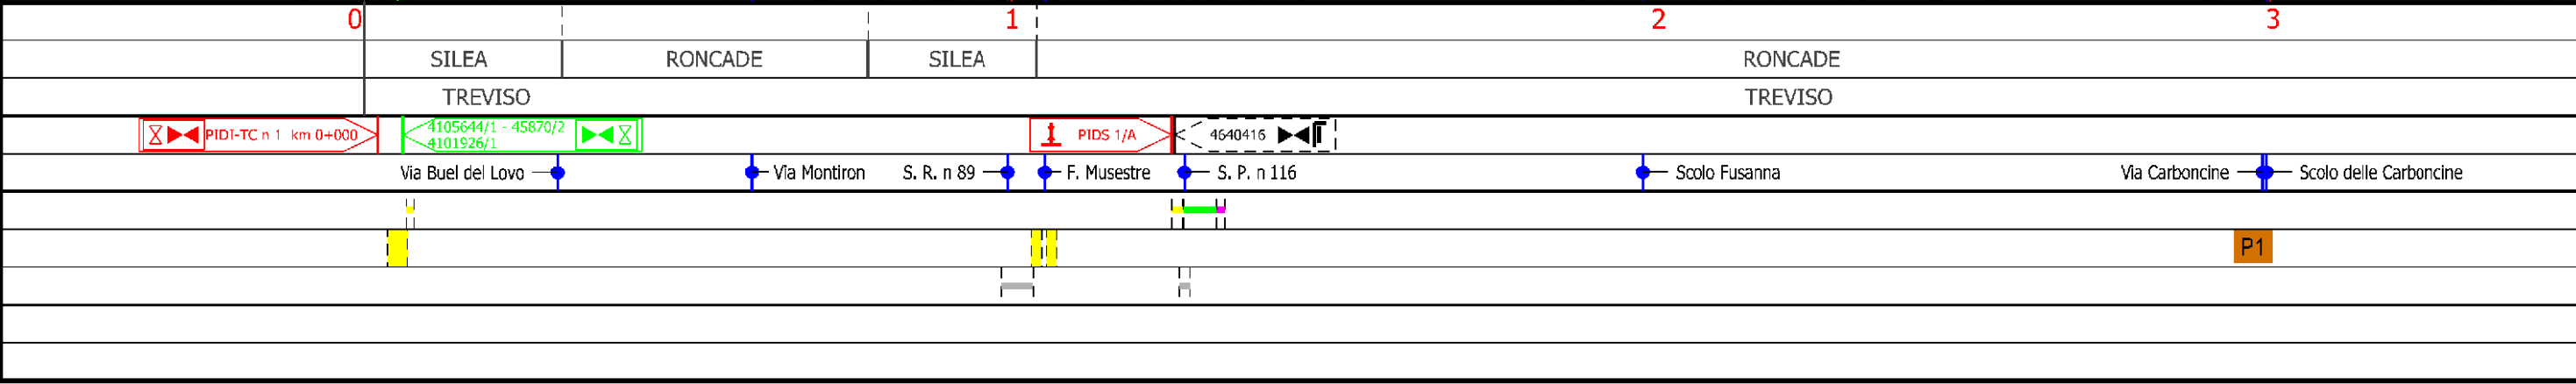 0 1 2 3
SILEA RONCADE SILEA RONCADE
TREVISO TREVISO
PIDI-TC n 1 km 0+000
4105644/1 - 45870/2
4101926/1
PIDS 1/A
4640416
Via Buel del Lovo Via Montiron S. R. n 89 F. Musestre S. P. n 116 Scolo Fusanna Via Carboncine Scolo delle Carboncine
P1